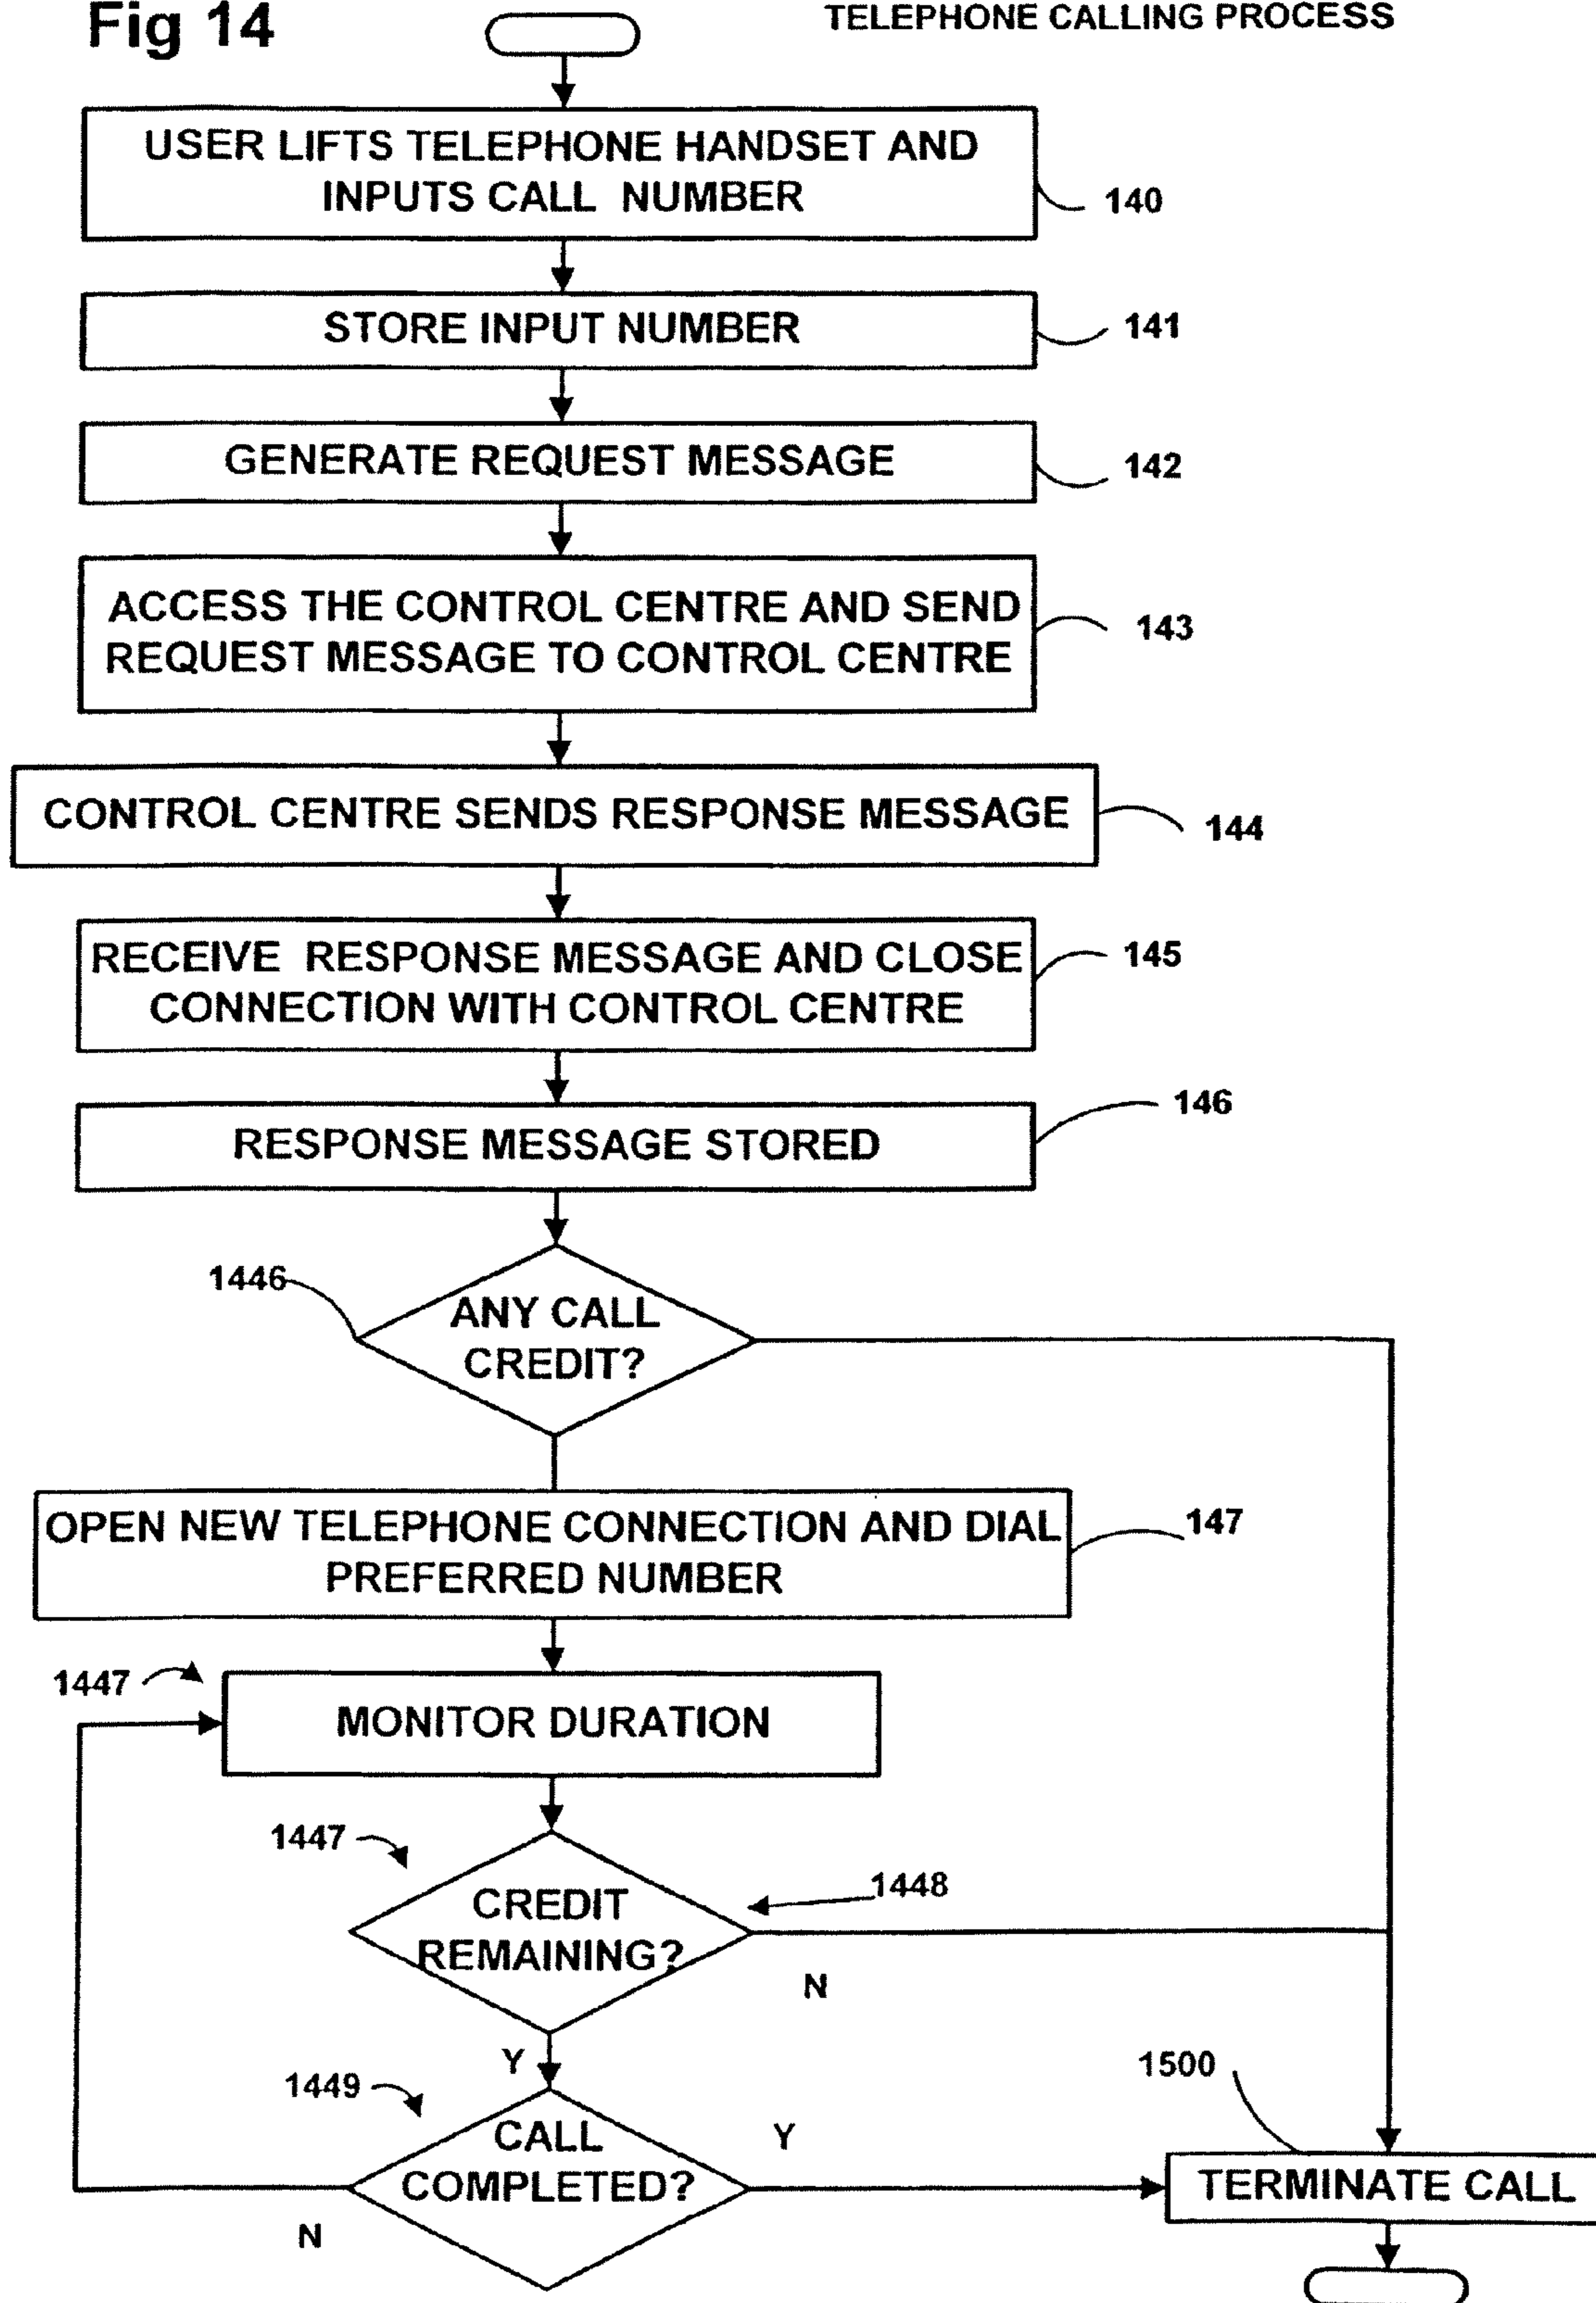 Fig 14
TELEPHONE CALLING PROCESS
USER LIFTS TELEPHONE HANDSET AND
INPUTS CALL NUMBER
140
STORE INPUT NUMBER
141
GENERATE REQUEST MESSAGE
142
ACCESS THE CONTROL CENTRE AND SEND
REQUEST MESSAGE TO CONTROL CENTRE
143
CONTROL CENTRE SENDS RESPONSE MESSAGE
144
RECEIVE RESPONSE MESSAGE AND CLOSE
CONNECTION WITH CONTROL CENTRE
145
RESPONSE MESSAGE STORED
146
1446
ANY CALL
CREDIT?
OPEN NEW TELEPHONE CONNECTION AND DIAL
PREFERRED NUMBER
147
1447
MONITOR DURATION
1447
CREDIT
REMAINING?
1448
N
Y
1449
CALL
COMPLETED?
Y
N
1500
TERMINATE CALL